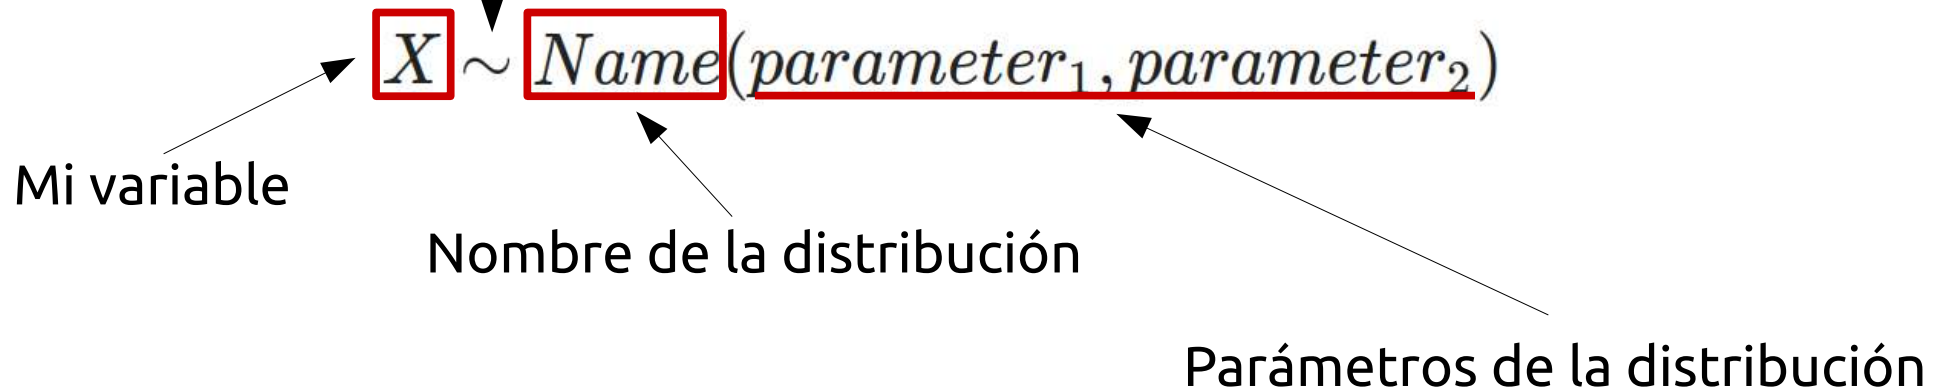 X ~ Name(parameter₁, parameter₂)
Mi variable
Nombre de la distribución
Parámetros de la distribución